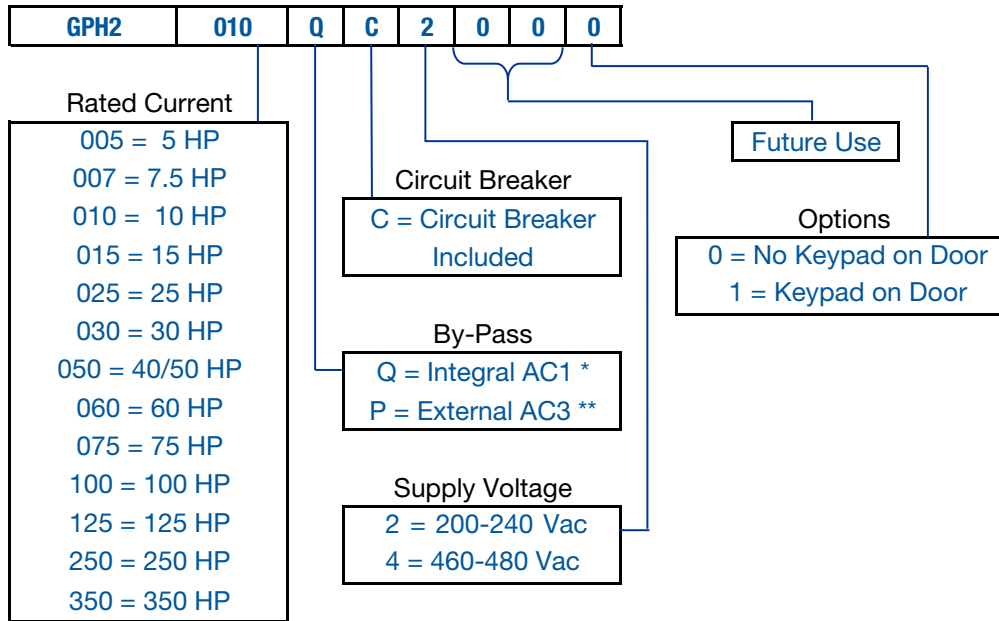 GPH2 010 Q C 2 0 0 0
Rated Current
005 = 5 HP
007 = 7.5 HP
010 = 10 HP
015 = 15 HP
025 = 25 HP
030 = 30 HP
050 = 40/50 HP
060 = 60 HP
075 = 75 HP
100 = 100 HP
125 = 125 HP
250 = 250 HP
350 = 350 HP
Circuit Breaker
C = Circuit Breaker
Included
By-Pass
Q = Integral AC1 *
P = External AC3 **
Supply Voltage
2 = 200-240 Vac
4 = 460-480 Vac
Future Use
Options
0 = No Keypad on Door
1 = Keypad on Door